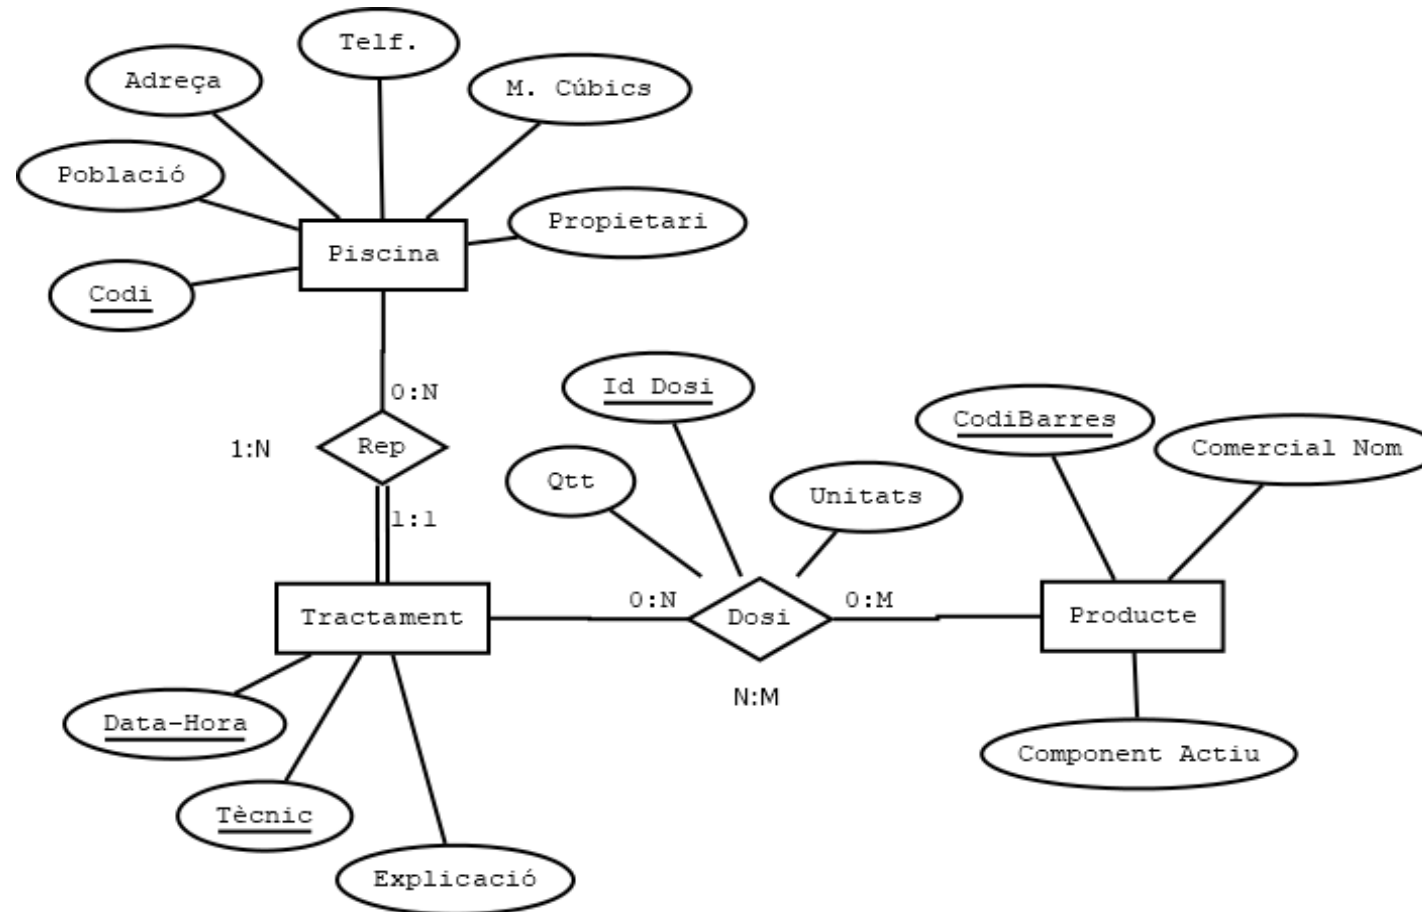 Telf.
Adreça
M. Cúbics
Població
Propietari
Piscina
Codi
0:N
1:N
Rep
1:1
Id Dosi
Qtt
Unitats
CodiBarres
Comercial Nom
Tractament
0:N
Dosi
0:M
Producte
N:M
Data-Hora
Tècnic
Explicació
Component Actiu